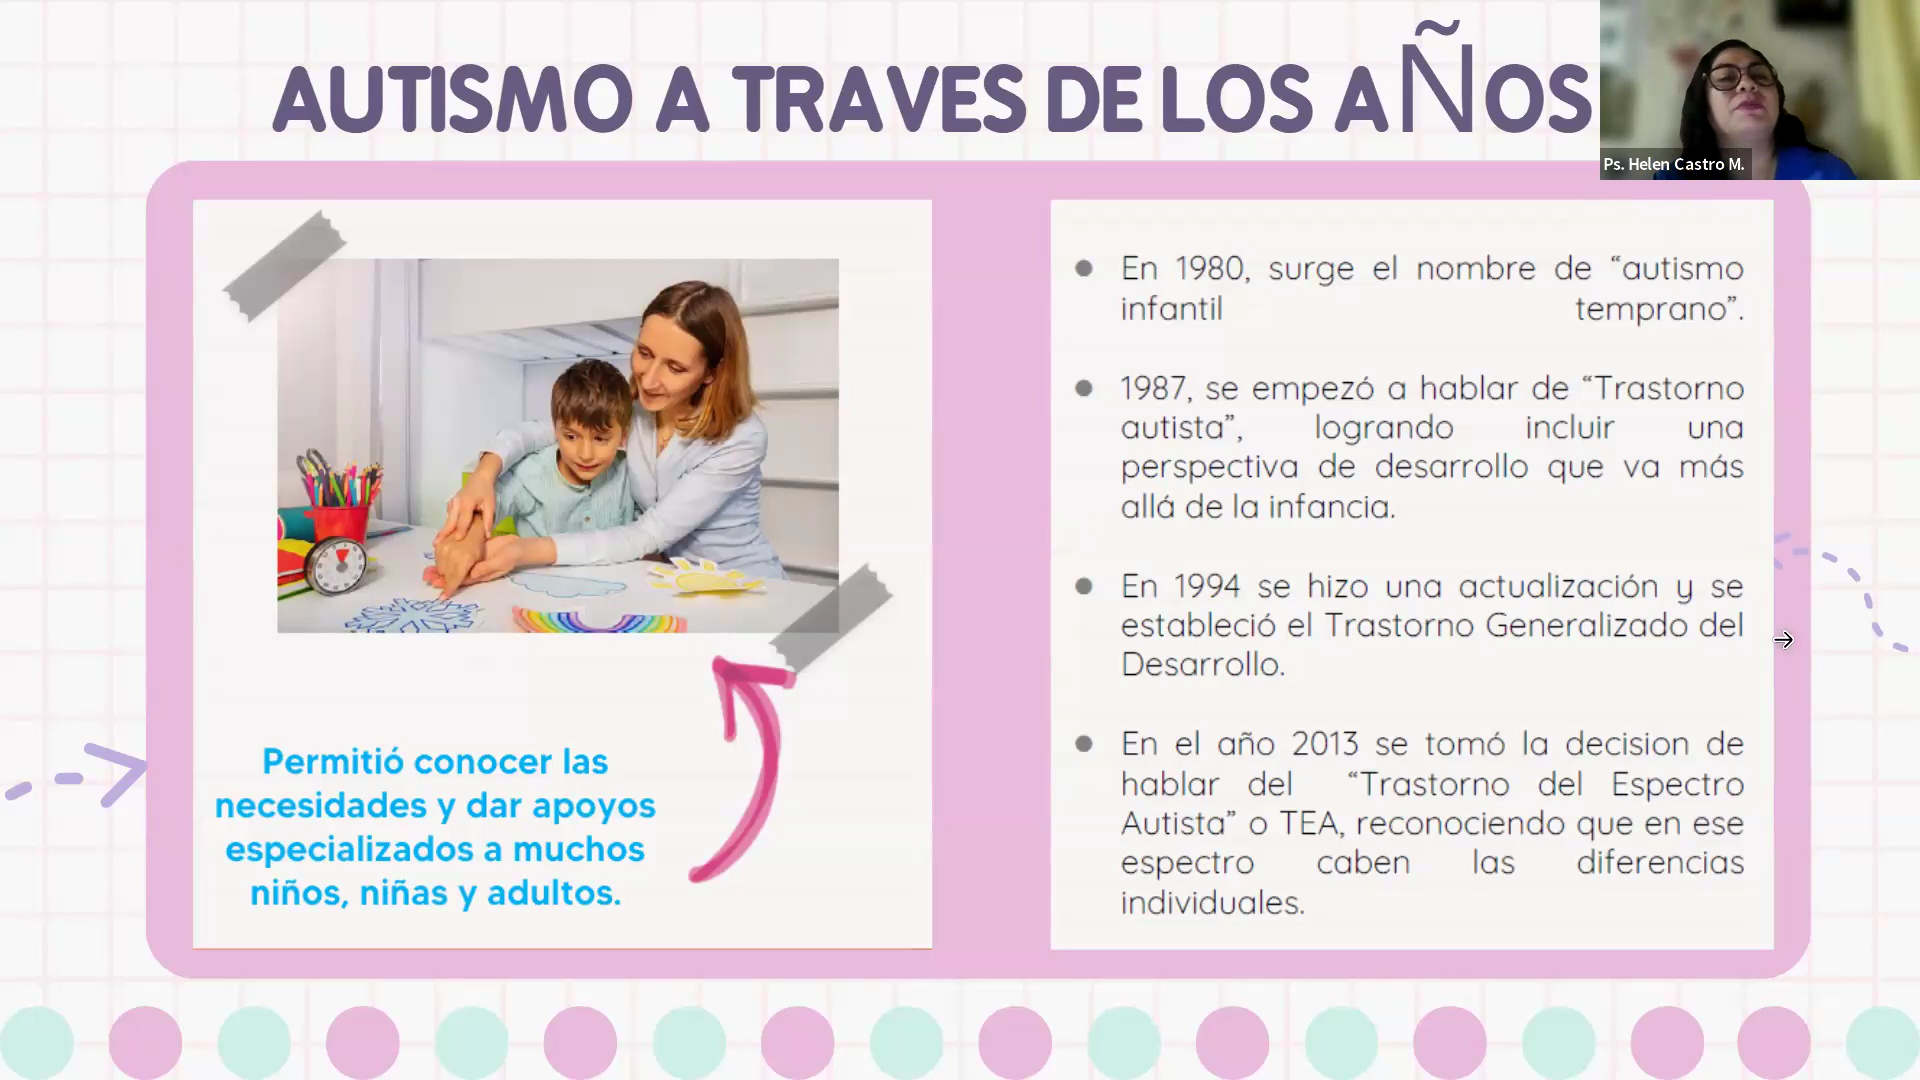 AUTISMO A TRAVES DE LOS AÑOS
Ps. Helen Castro M.
Permitió conocer las
necesidades y dar apoyos
especializados a muchos
niños, niñas y adultos.
En 1980, surge el nombre de “autismo
infantil temprano”.
1987, se empezó a hablar de “Trastorno
autista”, logrando incluir una
perspectiva de desarrollo que va más
allá de la infancia.
En 1994 se hizo una actualización y se
estableció el Trastorno Generalizado del
Desarrollo.
En el año 2013 se tomó la decision de
hablar del “Trastorno del Espectro
Autista” o TEA, reconociendo que en ese
espectro caben las diferencias
individuales.